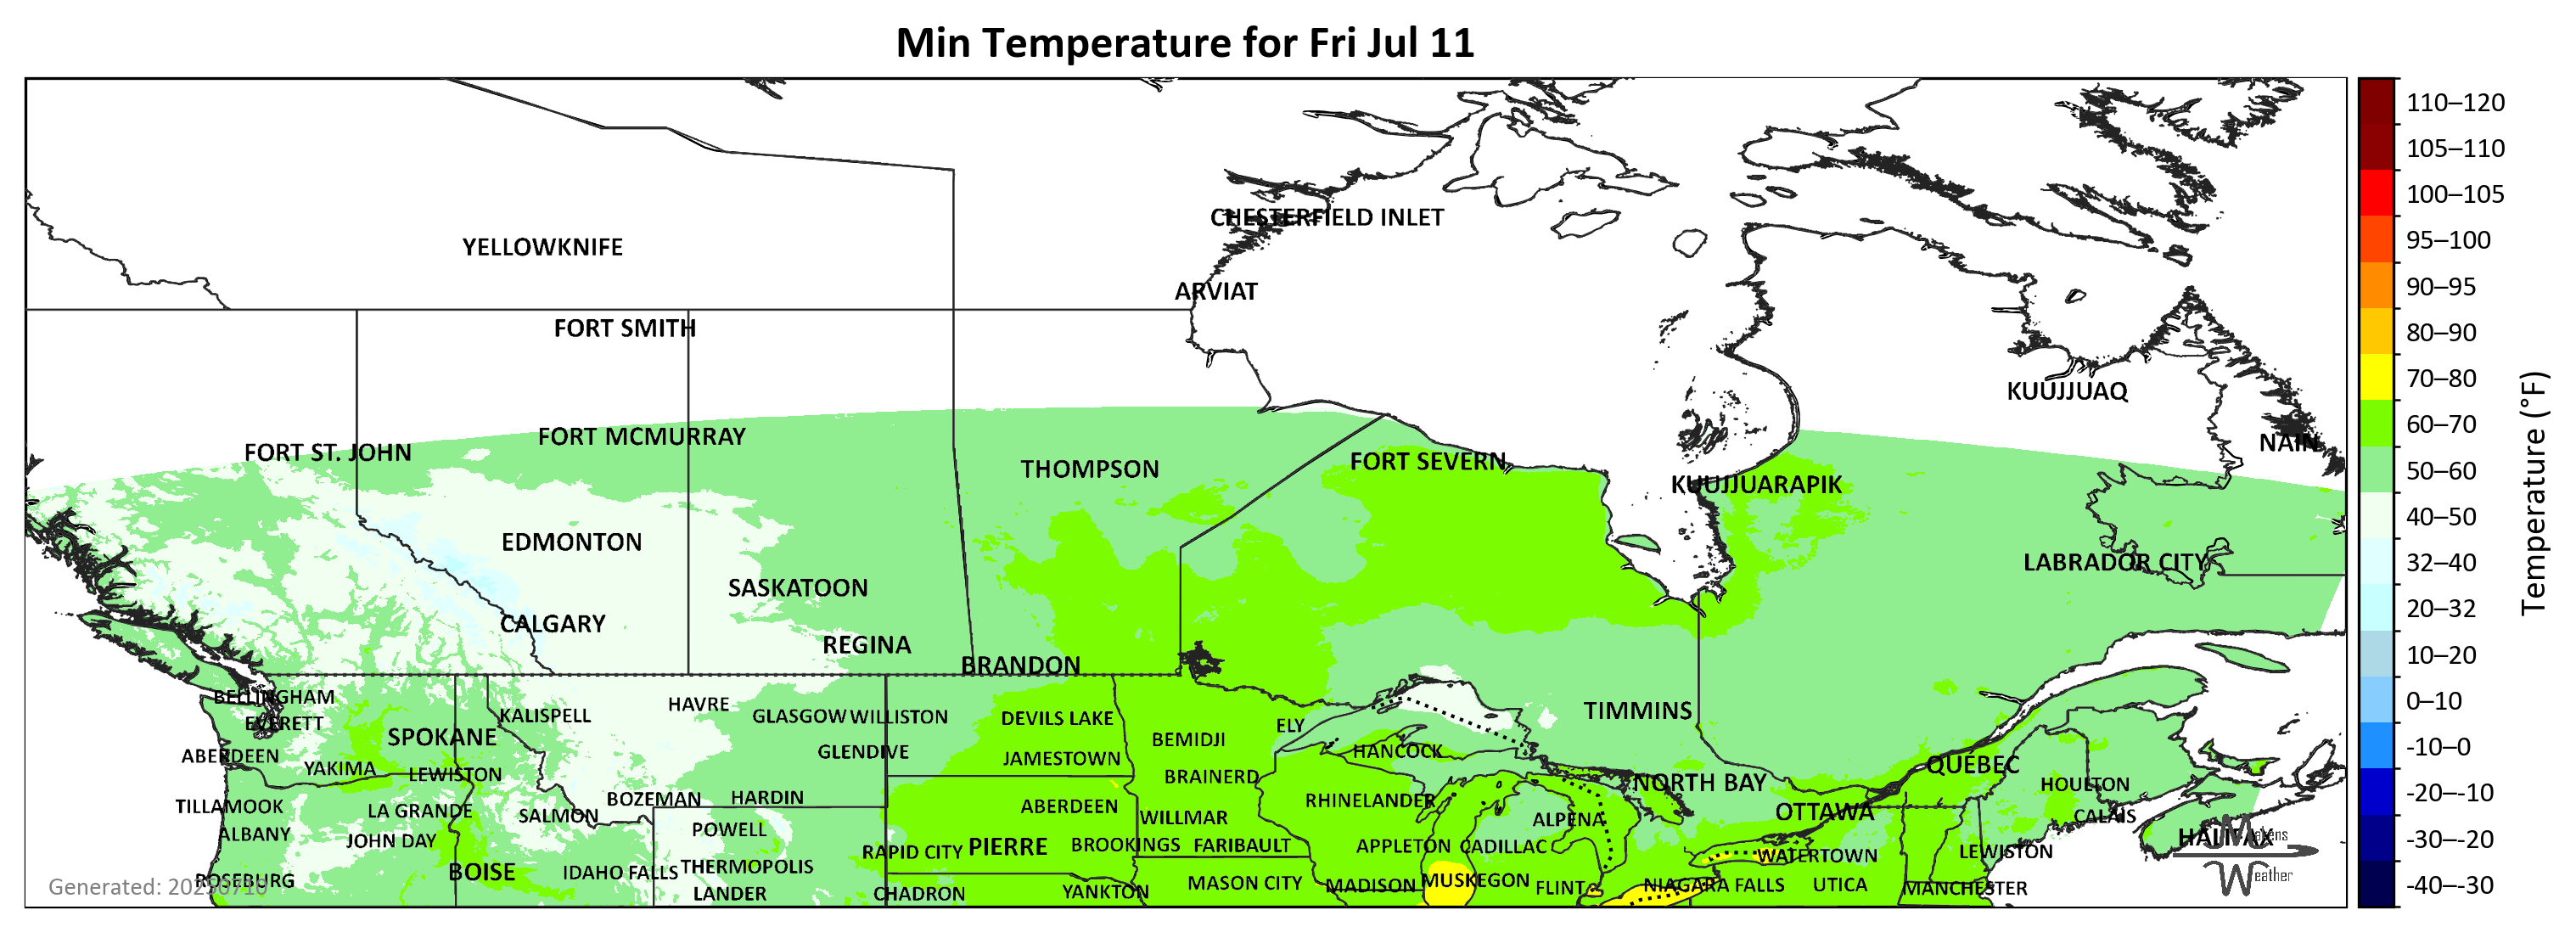 Min Temperature for Fri Jul 11
CHESTERFIELD INLET
YELLOWKNIFE
ARVIAT
FORT SMITH
KUUJJUAQ
FORT MCMURRAY
FORT ST. JOHN
NAIN
THOMPSON
FORT SEVERN
KUUJJUARAPIK
EDMONTON
LABRADOR CITY
SASKATOON
CALGARY
REGINA
BRANDON
BELLINGHAM
HAVRE
KALISPELL
GLASGOW
WILLISTON
DEVILS LAKE
TIMMINS
EVERETT
ELY
SPOKANE
BEMIDJI
ABERDEEN
GLENDIVE
JAMESTOWN
HANCOCK
YAKIMA
LEWISTON
BRAINERD
QUÉBEC
NORTH BAY
HOULTON
TILLAMOOK
LA GRANDE
BOZEMAN
HARDIN
ABERDEEN
RHINELANDER
SALMON
WILLMAR
ALPENA
OTTAWA
CALAIS
ALBANY
JOHN DAY
POWELL
RAPID CITY
PIERRE
BROOKINGS
FARIBAULT
APPLETON
CADILLAC
WATERTOWN
LEWISTON
HALIFAX
ROSEBURG
BOISE
IDAHO FALLS
THERMOPOLIS
LANDER
CHADRON
YANKTON
MASON CITY
MADISON
MUSKEGON
FLINT
NIAGARA FALLS
UTICA
MANCHESTER
Generated: 20250710
Weather
110–120
105–110
100–105
95–100
90–95
80–90
70–80
60–70
50–60
40–50
32–40
20–32
10–20
0–10
-10–0
-20–-10
-30–-20
-40–-30
Temperature (°F)